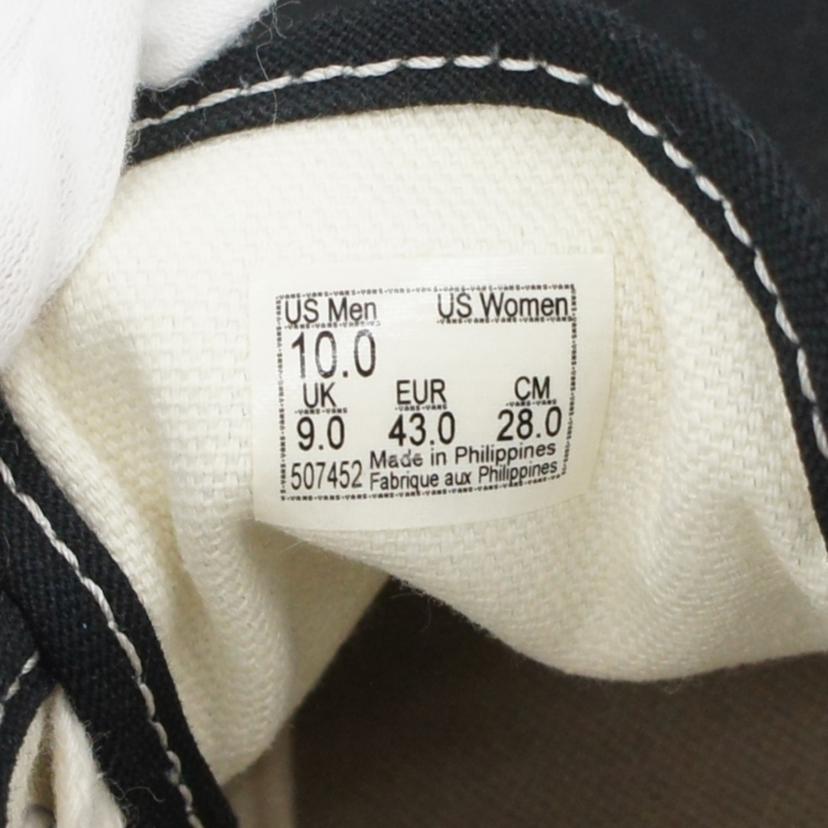 US Men US Women
10.0
UK EUR CM
9.0 43.0 28.0
507452 Made in Philippines
Fabrique aux Philippines